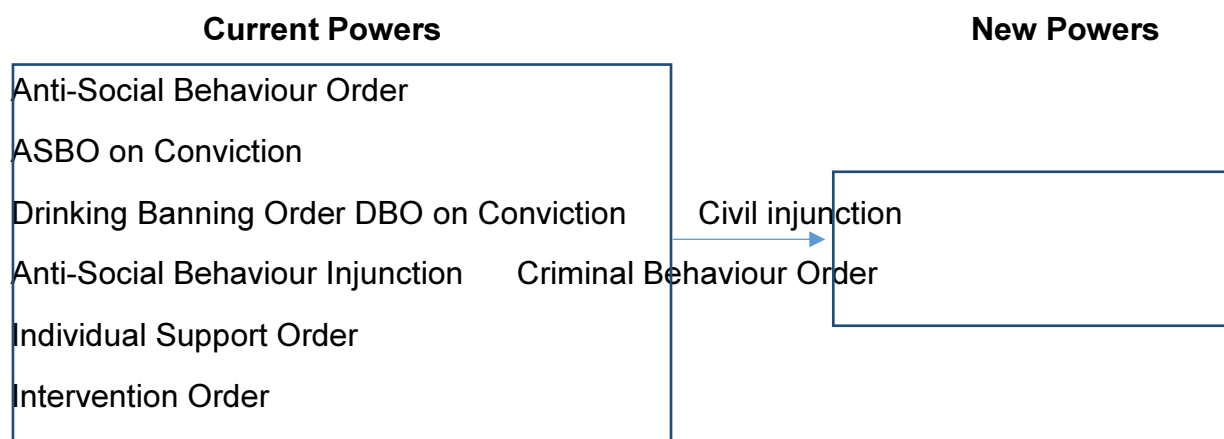 Current Powers New Powers
Anti-Social Behaviour Order
ASBO on Conviction
Drinking Banning Order DBO on Conviction Civil injunction
Anti-Social Behaviour Injunction Criminal Behaviour Order
Individual Support Order
Intervention Order